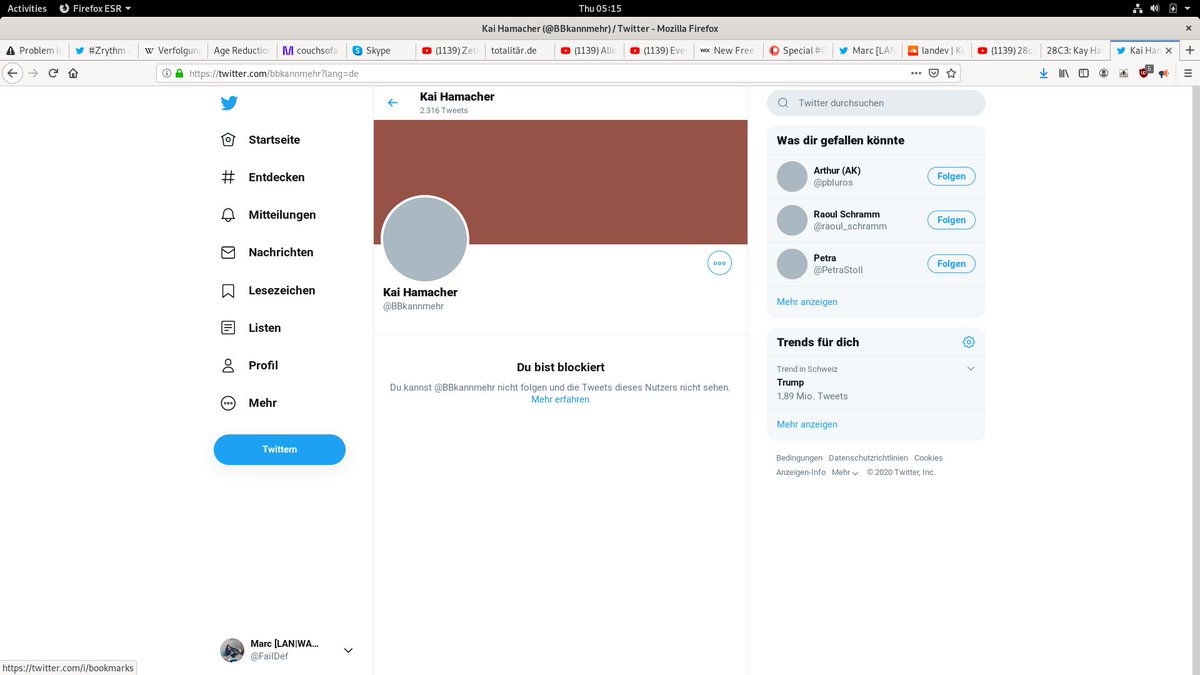 Activities Firefox ESR Thu 05:15
Kai Hamacher (@BBkannmehr) / Twitter - Mozilla Firefox
Problem #Zrythm - Verfolgun Age Reductio couchsofa Skype (1139) Zei totalitär.de (1139) Alle (1139) Eve New Free Special #C Marc [LAN landev | K (1139) 28c 28C3: Kay Ha Kai Ham
https://twitter.com/bbkannmehr?lang=de
Startseite
Entdecken
Mitteilungen
Nachrichten
Lesezeichen
Listen
Profil
Mehr
Twittern
Marc [LAN|WA...
@FailDef
https://twitter.com/i/bookmarks
Kai Hamacher
2.316 Tweets
Kai Hamacher
@BBkannmehr
Du bist blockiert
Du kannst @BBkannmehr nicht folgen und die Tweets dieses Nutzers nicht sehen.
Mehr erfahren
Twitter durchsuchen
Was dir gefallen könnte
Arthur (AK)
@pbluros
Folgen
Raoul Schramm
@raoul_schramm
Folgen
Petra
@PetraStoll
Folgen
Mehr anzeigen
Trends für dich
Trend in Schweiz
Trump
1,89 Mio. Tweets
Mehr anzeigen
Bedingungen Datenschutzrichtlinien Cookies
Anzeigen-Info Mehr © 2020 Twitter, Inc.